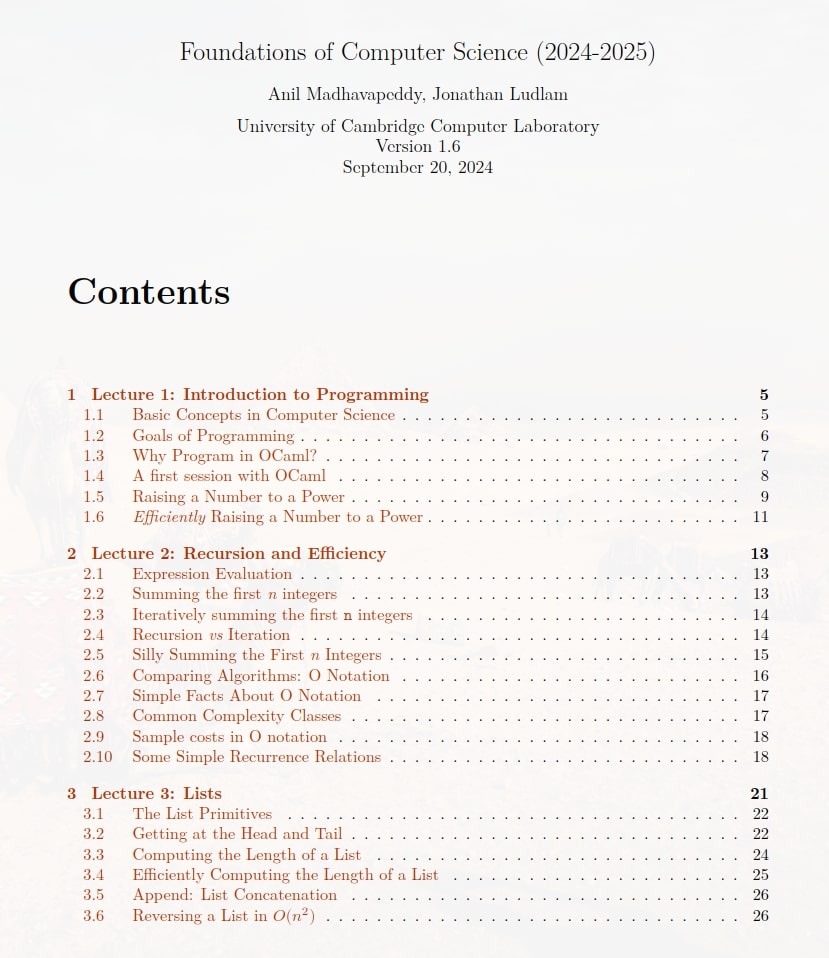 Foundations of Computer Science (2024-2025)
Anil Madhavapeddy, Jonathan Ludlam
University of Cambridge Computer Laboratory
Version 1.6
September 20, 2024
Contents
1 Lecture 1: Introduction to Programming 5
1.1 Basic Concepts in Computer Science . . . . . . . . . . . . . . . . . . . . . . . . . . . 5
1.2 Goals of Programming . . . . . . . . . . . . . . . . . . . . . . . . . . . . . . . . . . . 6
1.3 Why Program in OCaml? . . . . . . . . . . . . . . . . . . . . . . . . . . . . . . . . . 7
1.4 A first session with OCaml . . . . . . . . . . . . . . . . . . . . . . . . . . . . . . . . 8
1.5 Raising a Number to a Power . . . . . . . . . . . . . . . . . . . . . . . . . . . . . . . 9
1.6 Efficiently Raising a Number to a Power . . . . . . . . . . . . . . . . . . . . . . . . . 11
2 Lecture 2: Recursion and Efficiency 13
2.1 Expression Evaluation . . . . . . . . . . . . . . . . . . . . . . . . . . . . . . . . . . . 13
2.2 Summing the first n integers . . . . . . . . . . . . . . . . . . . . . . . . . . . . . . . 13
2.3 Iteratively summing the first n integers . . . . . . . . . . . . . . . . . . . . . . . . . 14
2.4 Recursion vs Iteration . . . . . . . . . . . . . . . . . . . . . . . . . . . . . . . . . . . 14
2.5 Silly Summing the First n Integers . . . . . . . . . . . . . . . . . . . . . . . . . . . . 15
2.6 Comparing Algorithms: O Notation . . . . . . . . . . . . . . . . . . . . . . . . . . . 16
2.7 Simple Facts About O Notation . . . . . . . . . . . . . . . . . . . . . . . . . . . . . 17
2.8 Common Complexity Classes . . . . . . . . . . . . . . . . . . . . . . . . . . . . . . . 17
2.9 Sample costs in O notation . . . . . . . . . . . . . . . . . . . . . . . . . . . . . . . . 18
2.10 Some Simple Recurrence Relations . . . . . . . . . . . . . . . . . . . . . . . . . . . . 18
3 Lecture 3: Lists 21
3.1 The List Primitives . . . . . . . . . . . . . . . . . . . . . . . . . . . . . . . . . . . . 22
3.2 Getting at the Head and Tail . . . . . . . . . . . . . . . . . . . . . . . . . . . . . . . 22
3.3 Computing the Length of a List . . . . . . . . . . . . . . . . . . . . . . . . . . . . . 24
3.4 Efficiently Computing the Length of a List . . . . . . . . . . . . . . . . . . . . . . . 25
3.5 Append: List Concatenation . . . . . . . . . . . . . . . . . . . . . . . . . . . . . . . 26
3.6 Reversing a List in O(n²) . . . . . . . . . . . . . . . . . . . . . . . . . . . . . . . . . 26